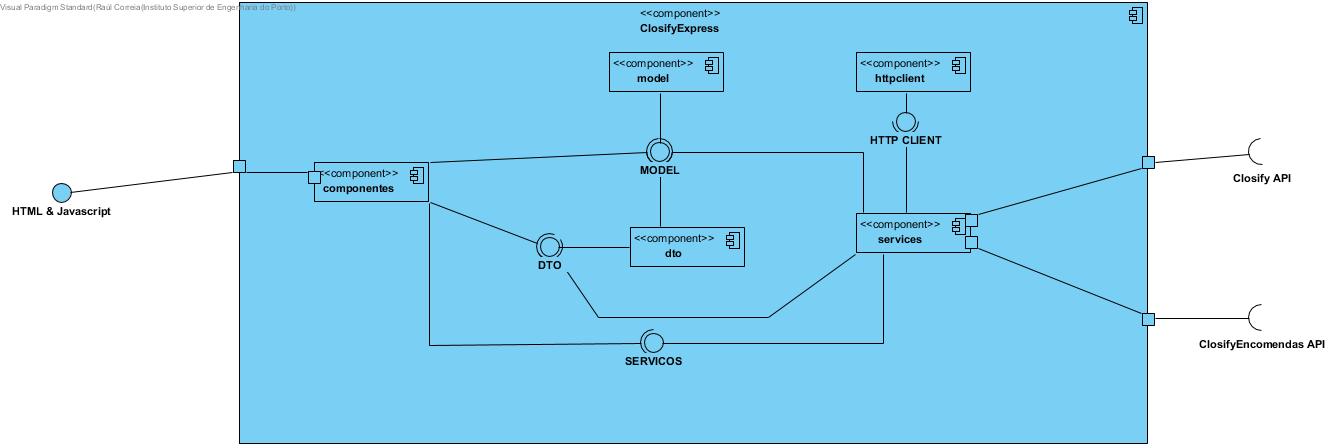 Visual Paradigm Standard(Raúl Correia(Instituto Superior de Engenharia do Porto))
<<component>>
ClosifyExpress
<<component>>
model
<<component>>
httpclient
HTTP CLIENT
MODEL
Closify API
<<component>>
componentes
HTML & Javascript
<<component>>
services
<<component>>
dto
DTO
SERVICOS
ClosifyEncomendas API